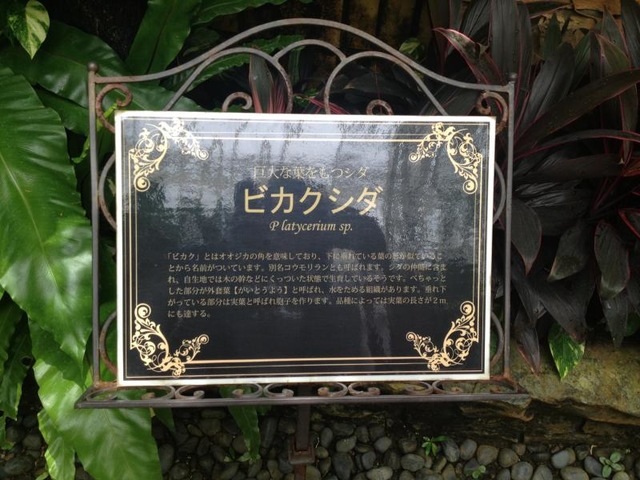 巨大な葉をもつシダ
ビカクシダ
Platycerium sp.
「ビカク」とはオオジカの角を意味しており、下に垂れている葉の形が似ているこ
とから名前がついています。別名コウモリランとも呼ばれます。シダの仲間に含ま
れ、自生地では木の幹などにくっついた状態で生育しているそうです。ぺちゃっと
した部分が外套葉【がいとうよう】と呼ばれ、水をためる組織があります。垂れ下
がっている部分は実葉と呼ばれ胞子を作ります。品種によっては実葉の長さが２ｍ
にも達する。